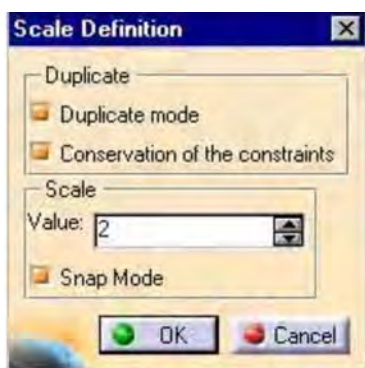 Scale Definition
Duplicate
Duplicate mode
Conservation of the constraints
Scale
Value: 2
Snap Mode
OK Cancel